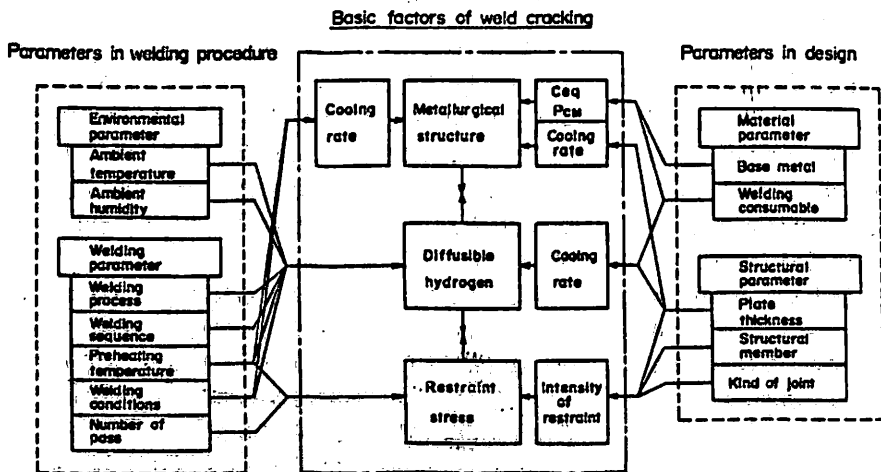 Basic factors of weld cracking
Parameters in welding procedure
Environmental
parameter
Ambient
temperature
Ambient
humidity
Welding
parameter
Welding
process
Welding
sequence
Preheating
temperature
Welding
conditions
Number of
pass
Cooling
rate
Metallurgical
structure
Ceq
PCM
Cooling
rate
Diffusible
hydrogen
Cooling
rate
Restraint
stress
Intensity
of
restraint
Parameters in design
Material
parameter
Base metal
Welding
consumable
Structural
parameter
Plate
thickness
Structural
member
Kind of joint